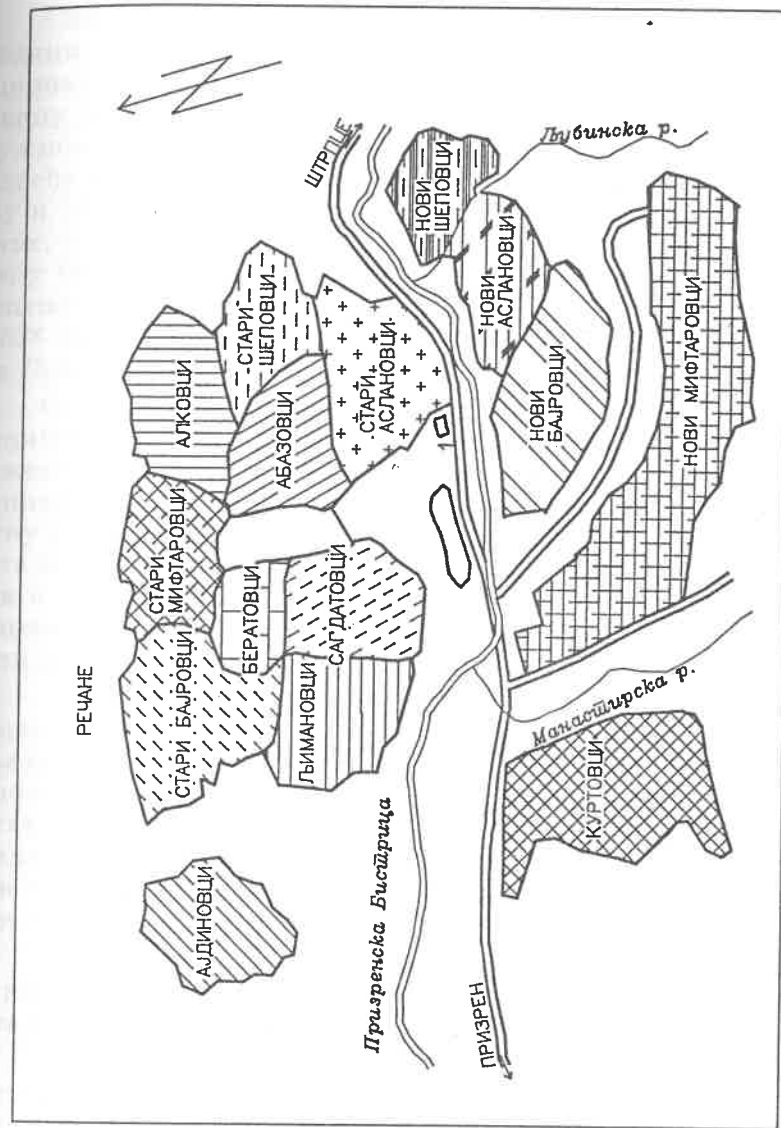 РЕЧАНЕ
АЈДИНОВЦИ
СТАРИ БАЈРОВЦИ
СТАРИ
МИФТАРОВЦИ
АЛКОВЦИ
БЕРАТОВЦИ
ЉИМАНОВЦИ
САГДАТОВЦИ
АБАЗОВЦИ
СТАРИ
ШЕПОВЦИ
СТАРИ
АСЛАНОВЦИ
ШТРПЦЕ
1
Призренска Бистрица
ПРИЗРЕН
НОВИ
ШЕПОВЦИ
Љубинска р.
НОВИ
АСЛАНОВЦИ
НОВИ
БАЈРОВЦИ
НОВИ МИФТАРОВЦИ
Манастирска р.
КУРТОВЦИ